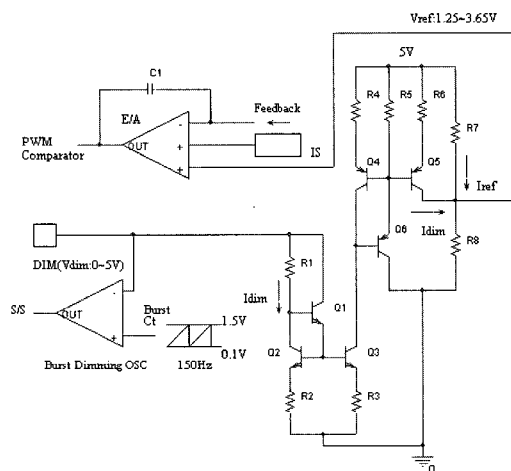 Vref:1.25~3.65V
C1
5V
R4
R5
R6
R7
E/A
Feedback
-
+
+
OUT
PWM
Comparator
IS
Q4
Q5
Iref
Idim
Q6
R8
DIM(Vdim:0~5V)
R1
S/S
OUT
-
+
Burst
Ct
1.5V
0.1V
150Hz
Burst Dimming OSC
Idim
Q1
Q2
Q3
R2
R3
0